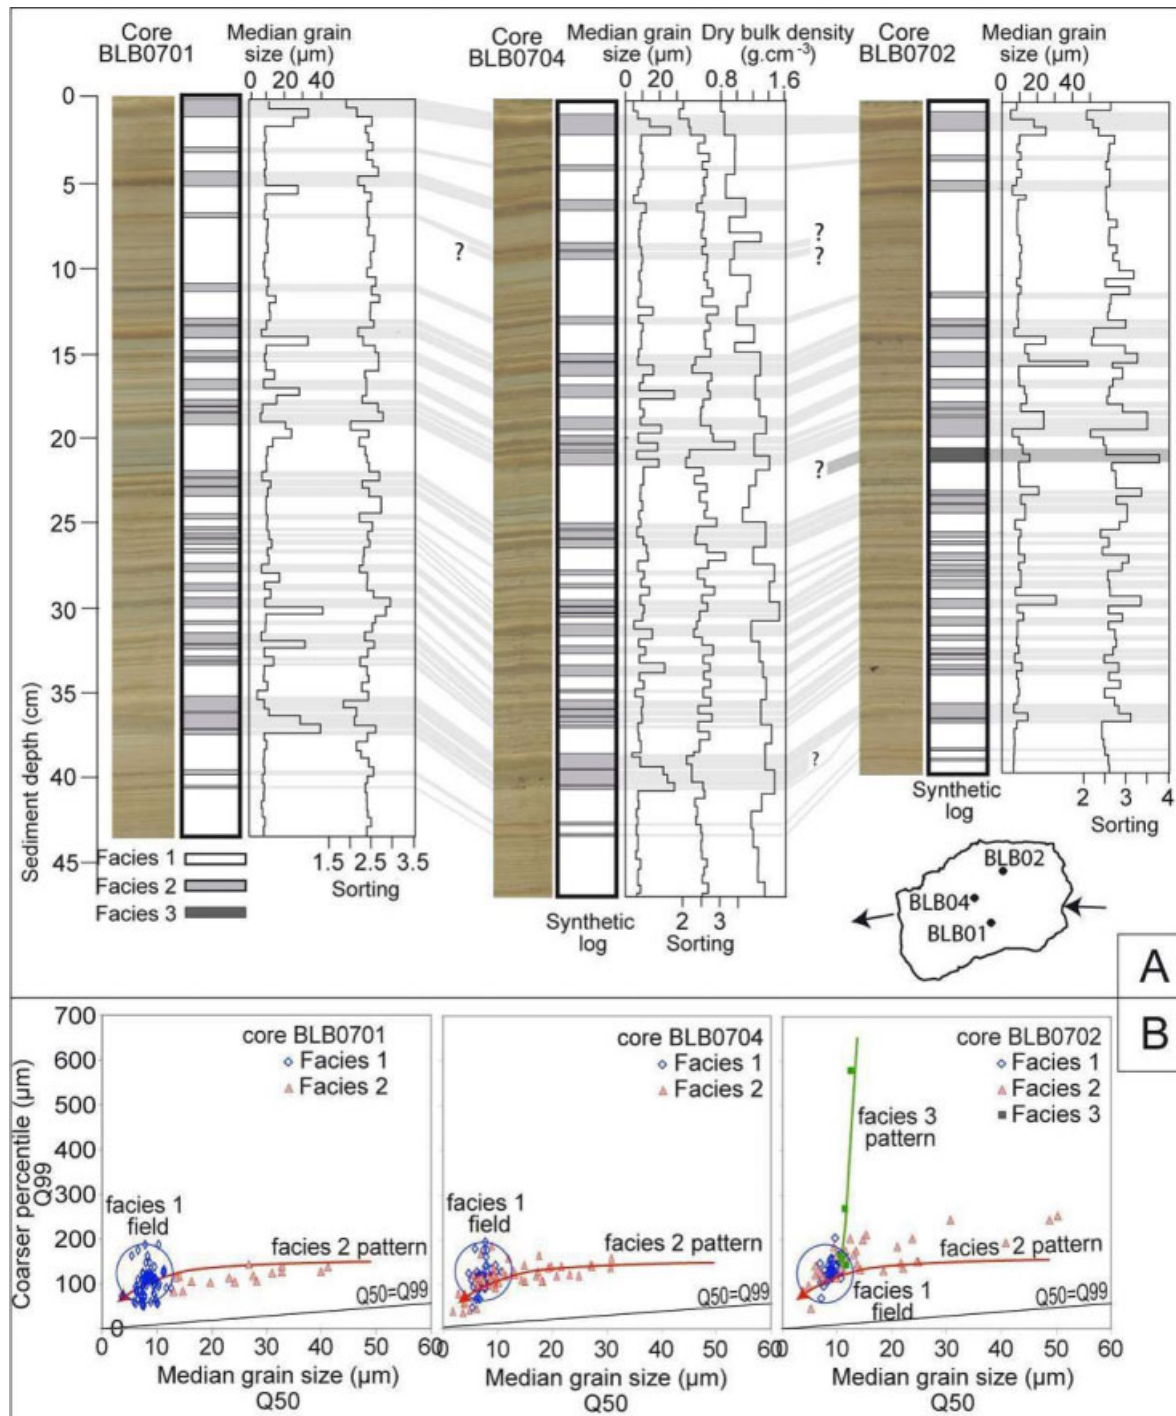 Core
BLB0701
Median grain
size (µm)
0 20 40
Core
BLB0704
Median grain
size (µm)
0 20
Dry bulk density
(g.cm-3)
0.8 1.6
Core
BLB0702
Median grain
size (µm)
0 20 40
0
5
10
15
20
25
30
35
40
45
Sediment depth (cm)
?
?
?
?
?
1.5 2.5 3.5
Sorting
Facies 1
Facies 2
Facies 3
Synthetic
log
2 3
Sorting
Synthetic
log
2 3 4
Sorting
BLB02
BLB04
BLB01
A
B
700
600
500
400
300
200
100
0
Coarser percentile (µm)
Q99
core BLB0701
Facies 1
Facies 2
facies 1
field
facies 2 pattern
Q50=Q99
0 10 20 30 40 50 60
Median grain size (µm)
Q50
core BLB0704
Facies 1
Facies 2
facies 1
field
facies 2 pattern
Q50=Q99
10 20 30 40 50 60
Median grain size (µm)
Q50
core BLB0702
Facies 1
Facies 2
Facies 3
facies 3
pattern
facies 2 pattern
facies 1
field
Q50=Q99
0 10 20 30 40 50 60
Median grain size (µm)
Q50